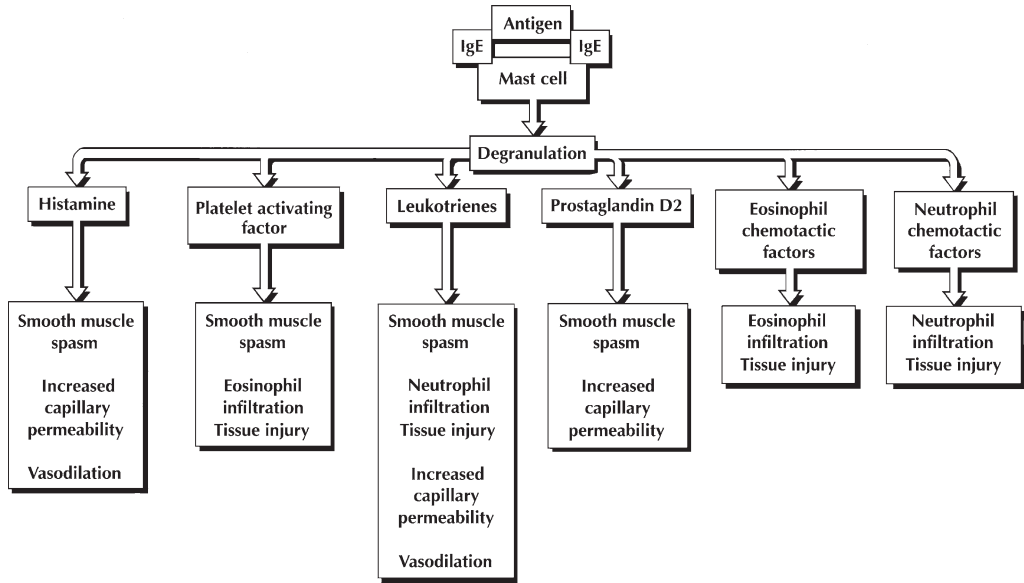 Antigen
IgE
IgE
Mast cell
Degranulation
Histamine
Platelet activating
factor
Leukotrienes
Prostaglandin D2
Eosinophil
chemotactic
factors
Neutrophil
chemotactic
factors
Smooth muscle
spasm
Increased
capillary
permeability
Vasodilation
Smooth muscle
spasm
Eosinophil
infiltration
Tissue injury
Smooth muscle
spasm
Neutrophil
infiltration
Tissue injury
Increased
capillary
permeability
Vasodilation
Smooth muscle
spasm
Increased
capillary
permeability
Eosinophil
infiltration
Tissue injury
Neutrophil
infiltration
Tissue injury